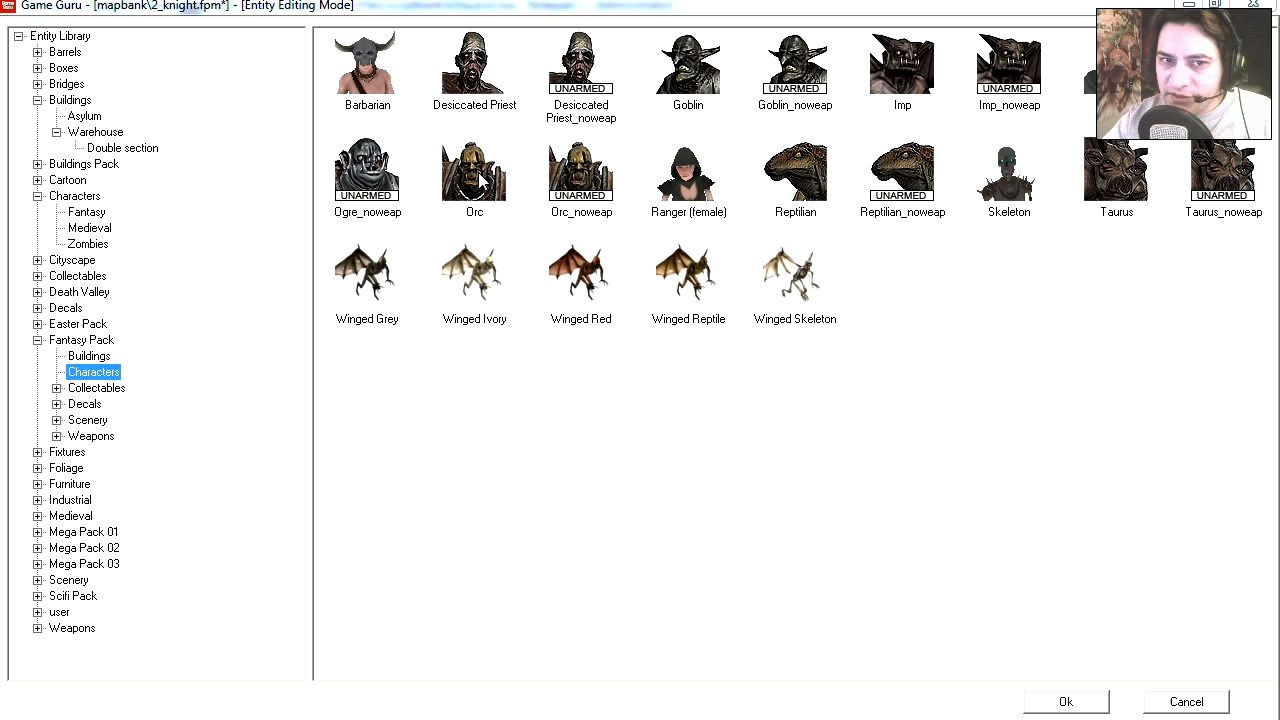 Game Guru - [mapbank\2_knight.fpm*] - [Entity Editing Mode]
Entity Library
Barrels
Boxes
Bridges
Buildings
Asylum
Warehouse
Double section
Buildings Pack
Cartoon
Characters
Fantasy
Medieval
Zombies
Cityscape
Collectables
Death Valley
Decals
Easter Pack
Fantasy Pack
Buildings
Characters
Collectables
Decals
Scenery
Weapons
Fixtures
Foliage
Furniture
Industrial
Medieval
Mega Pack 01
Mega Pack 02
Mega Pack 03
Scenery
Scifi Pack
user
Weapons
UNARMED UNARMED UNARMED
Barbarian Desiccated Priest Desiccated Goblin Goblin_noweap Imp Imp_noweap
Priest_noweap
UNARMED UNARMED UNARMED UNARMED
Ogre_noweap Orc Orc_noweap Ranger (female) Reptilian Reptilian_noweap Skeleton Taurus Taurus_noweap
Winged Grey Winged Ivory Winged Red Winged Reptile Winged Skeleton
Ok Cancel